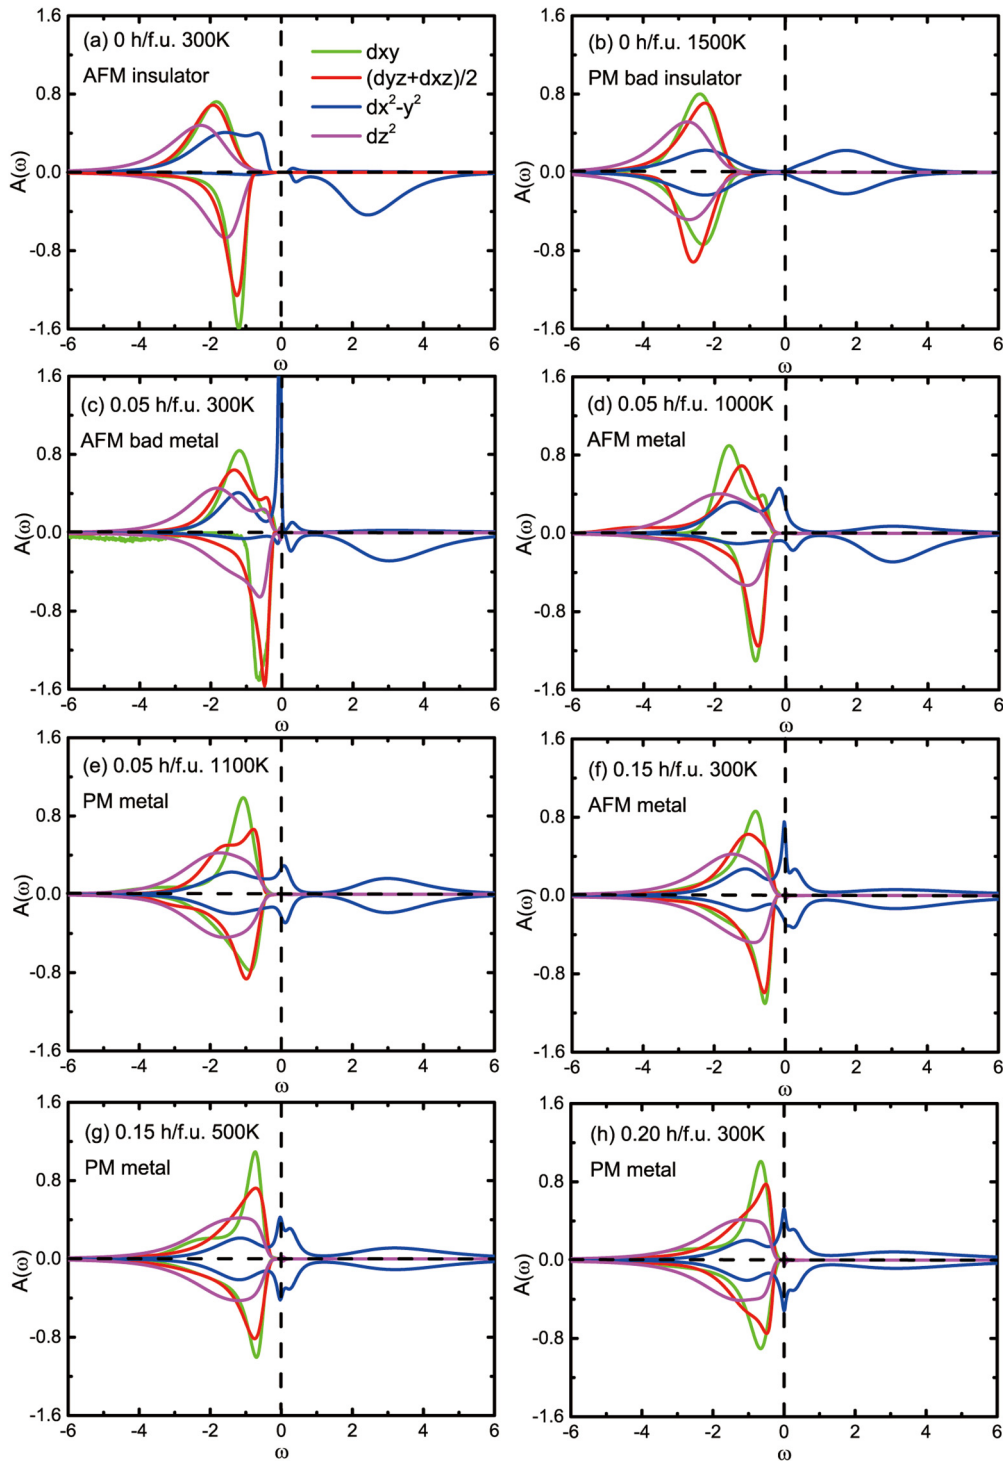 (a) 0 h/f.u. 300K
AFM insulator
dxy
(dyz+dxz)/2
dx²-y²
dz²
A(ω)
1.6
0.8
0.0
-0.8
-1.6
-6 -4 -2 0 2 4 6
ω
(b) 0 h/f.u. 1500K
PM bad insulator
A(ω)
1.6
0.8
0.0
-0.8
-1.6
-6 -4 -2 0 2 4 6
ω
(c) 0.05 h/f.u. 300K
AFM bad metal
A(ω)
1.6
0.8
0.0
-0.8
-1.6
-6 -4 -2 0 2 4 6
ω
(d) 0.05 h/f.u. 1000K
AFM metal
A(ω)
1.6
0.8
0.0
-0.8
-1.6
-6 -4 -2 0 2 4 6
ω
(e) 0.05 h/f.u. 1100K
PM metal
A(ω)
1.6
0.8
0.0
-0.8
-1.6
-6 -4 -2 0 2 4 6
ω
(f) 0.15 h/f.u. 300K
AFM metal
A(ω)
1.6
0.8
0.0
-0.8
-1.6
-6 -4 -2 0 2 4 6
ω
(g) 0.15 h/f.u. 500K
PM metal
A(ω)
1.6
0.8
0.0
-0.8
-1.6
-6 -4 -2 0 2 4 6
ω
(h) 0.20 h/f.u. 300K
PM metal
A(ω)
1.6
0.8
0.0
-0.8
-1.6
-6 -4 -2 0 2 4 6
ω